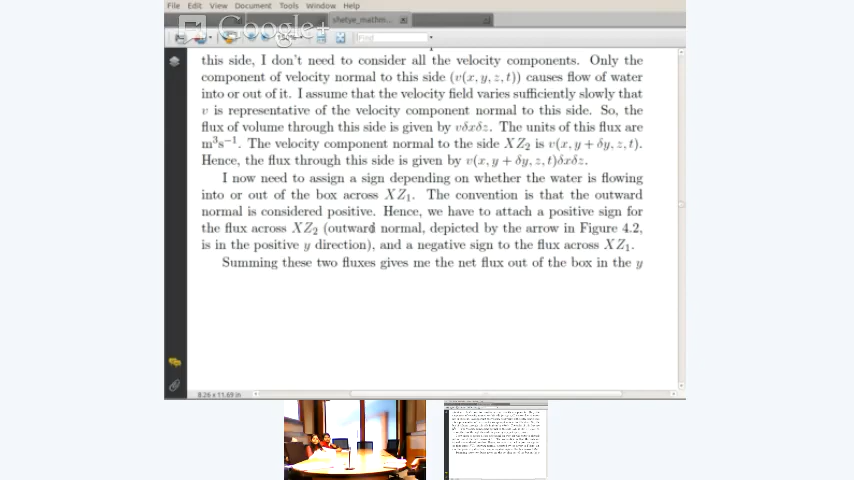 File Edit View Document Tools Window Help
shetye_mathm...
Google+
Find
this side, I don't need to consider all the velocity components. Only the
component of velocity normal to this side (v(x, y, z, t)) causes flow of water
into or out of it. I assume that the velocity field varies sufficiently slowly that
v is representative of the velocity component normal to this side. So, the
flux of volume through this side is given by vδxδz. The units of this flux are
m³s⁻¹. The velocity component normal to the side XZ₂ is v(x, y + δy, z, t).
Hence, the flux through this side is given by v(x, y + δy, z, t)δxδz.
I now need to assign a sign depending on whether the water is flowing
into or out of the box across XZ₁. The convention is that the outward
normal is considered positive. Hence, we have to attach a positive sign for
the flux across XZ₂ (outward normal, depicted by the arrow in Figure 4.2,
is in the positive y direction), and a negative sign to the flux across XZ₁.
Summing these two fluxes gives me the net flux out of the box in the y
8.26 x 11.69 in